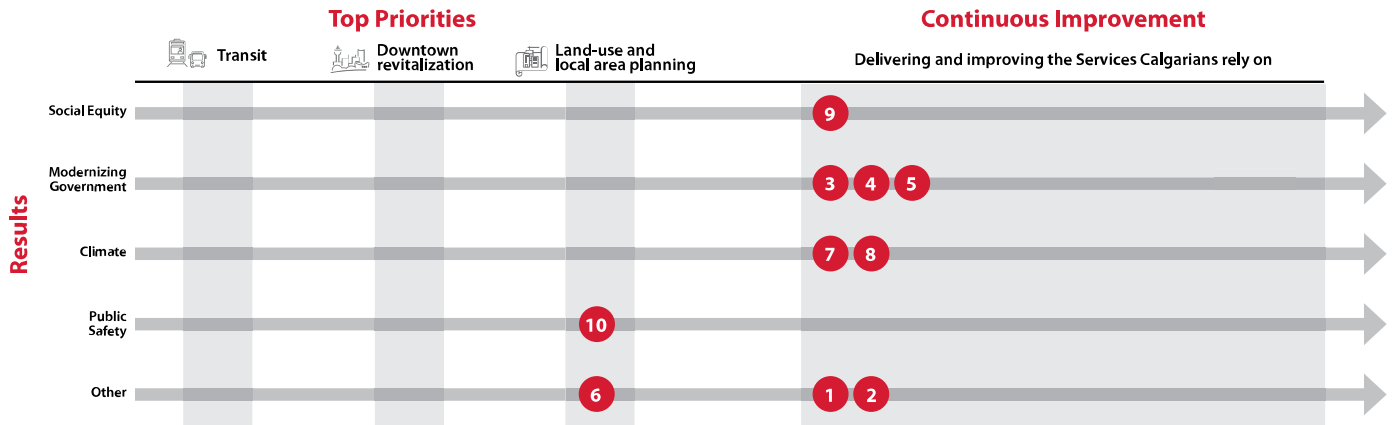 Top Priorities
Continuous Improvement
Transit
Downtown
revitalization
Land-use and
local area planning
Delivering and improving the Services Calgarians rely on
Results
Social Equity
9
Modernizing
Government
3 4 5
Climate
7 8
Public
Safety
10
Other
6 1 2